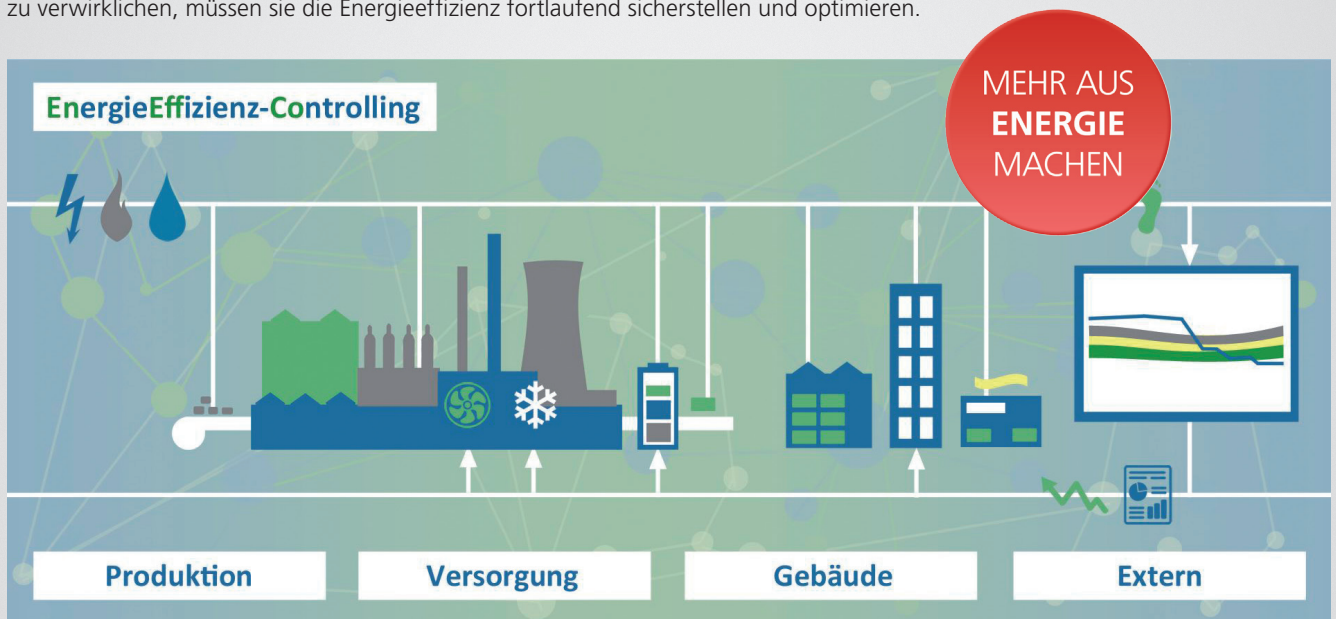 zu verwirklichen, müssen sie die Energieeffizienz fortlaufend sicherstellen und optimieren.
EnergieEffizienz-Controlling
MEHR AUS
ENERGIE
MACHEN
Produktion
Versorgung
Gebäude
Extern